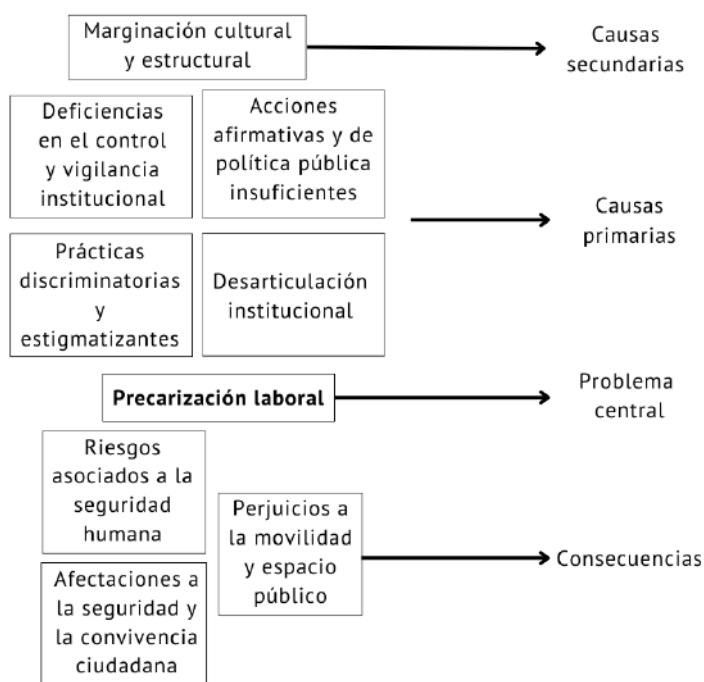 Marginación cultural
y estructural
Causas
secundarias
Deficiencias
en el control
y vigilancia
institucional
Acciones
afirmativas y de
política pública
insuficientes
Causas
primarias
Prácticas
discriminatorias
y
estigmatizantes
Desarticulación
institucional
Precarización laboral
Problema
central
Riesgos
asociados a la
seguridad
humana
Perjuicios a
la movilidad
y espacio
público
Consecuencias
Afectaciones a
la seguridad y
la convivencia
ciudadana